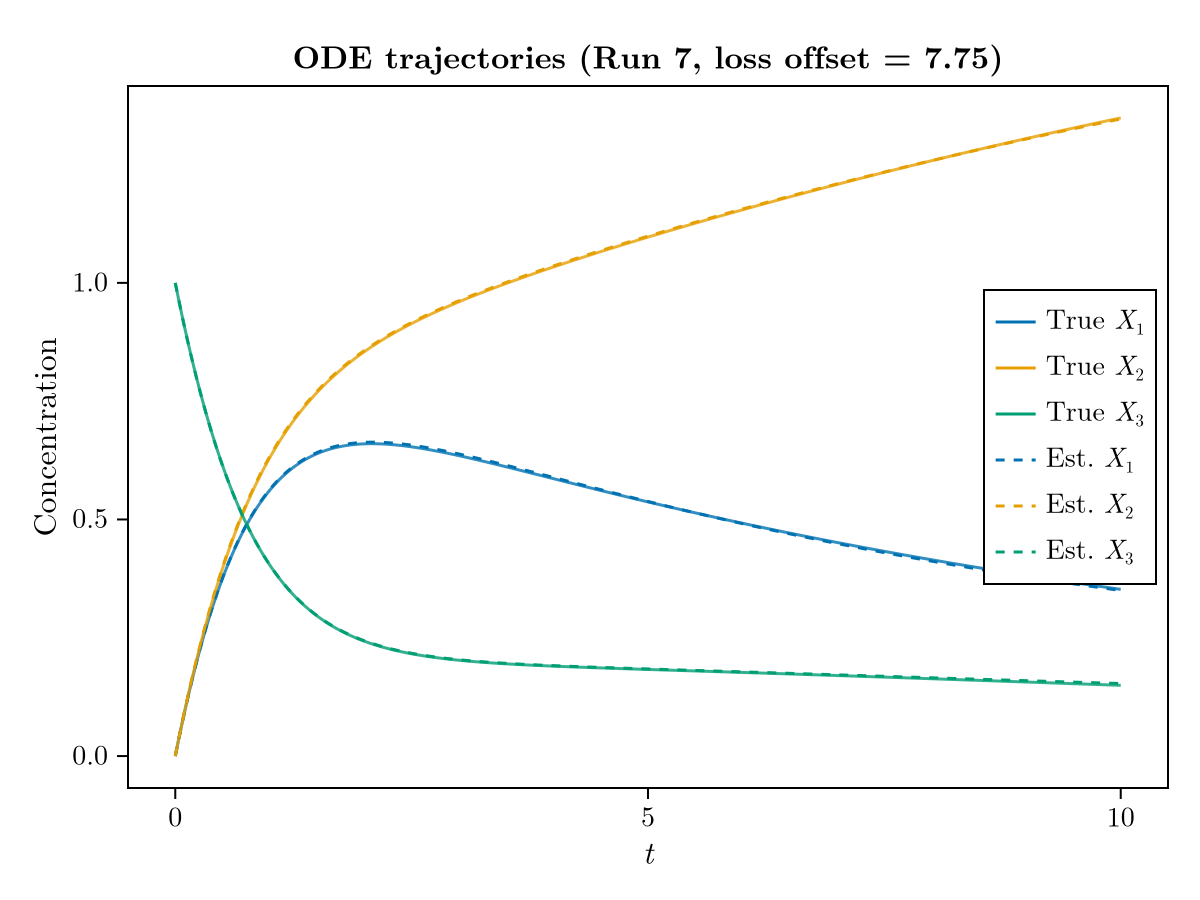 ODE trajectories (Run 7, loss offset = 7.75)
Concentration
1.0
0.5
0.0
True X₁
True X₂
True X₃
Est. X₁
Est. X₂
Est. X₃
0 5 10
t